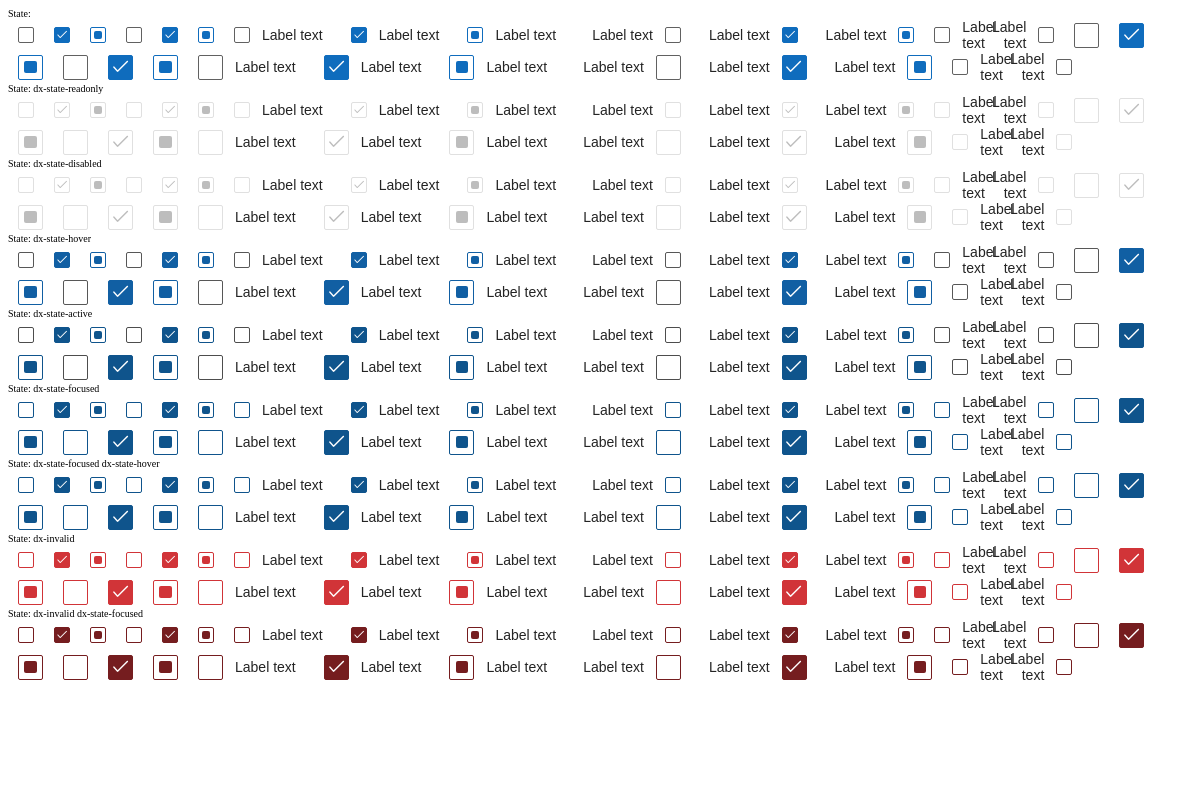 State:
Label text Label text Label text Label text Label text Label text Label Label
text text
Label text Label text Label text Label text Label text Label text Label Label
text text
State: dx-state-readonly
Label text Label text Label text Label text Label text Label text Label Label
text text
Label text Label text Label text Label text Label text Label text Label Label
text text
State: dx-state-disabled
Label text Label text Label text Label text Label text Label text Label Label
text text
Label text Label text Label text Label text Label text Label text Label Label
text text
State: dx-state-hover
Label text Label text Label text Label text Label text Label text Label Label
text text
Label text Label text Label text Label text Label text Label text Label Label
text text
State: dx-state-active
Label text Label text Label text Label text Label text Label text Label Label
text text
Label text Label text Label text Label text Label text Label text Label Label
text text
State: dx-state-focused
Label text Label text Label text Label text Label text Label text Label Label
text text
Label text Label text Label text Label text Label text Label text Label Label
text text
State: dx-state-focused dx-state-hover
Label text Label text Label text Label text Label text Label text Label Label
text text
Label text Label text Label text Label text Label text Label text Label Label
text text
State: dx-invalid
Label text Label text Label text Label text Label text Label text Label Label
text text
Label text Label text Label text Label text Label text Label text Label Label
text text
State: dx-invalid dx-state-focused
Label text Label text Label text Label text Label text Label text Label Label
text text
Label text Label text Label text Label text Label text Label text Label Label
text text